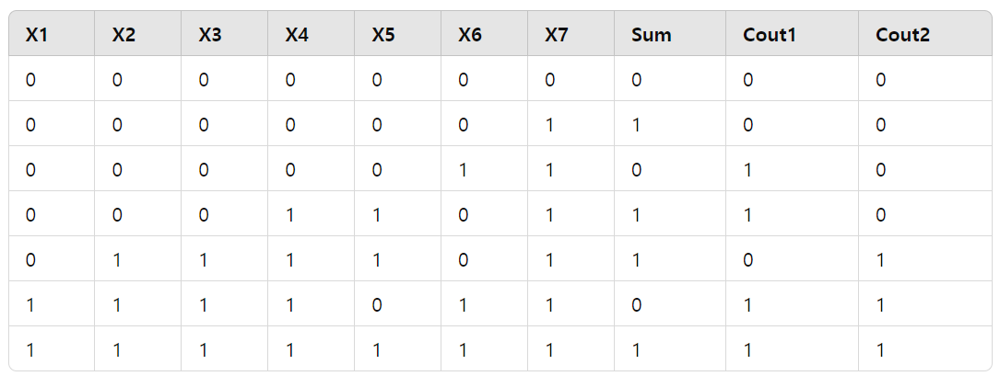 X1 X2 X3 X4 X5 X6 X7 Sum Cout1 Cout2
0 0 0 0 0 0 0 0 0 0
0 0 0 0 0 0 1 1 0 0
0 0 0 0 0 1 1 0 1 0
0 0 0 1 1 0 1 1 1 0
0 1 1 1 1 0 1 1 0 1
1 1 1 1 0 1 1 0 1 1
1 1 1 1 1 1 1 1 1 1